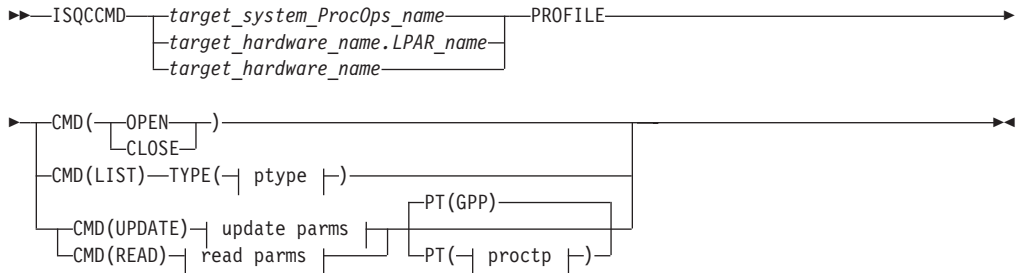 ISQCCMD target_system_ProcOps_name PROFILE
target_hardware_name.LPAR_name
target_hardware_name
CMD( OPEN )
CLOSE
CMD(LIST) TYPE( ptype )
PT(GPP)
CMD(UPDATE) update parms
CMD(READ) read parms PT( proctp )